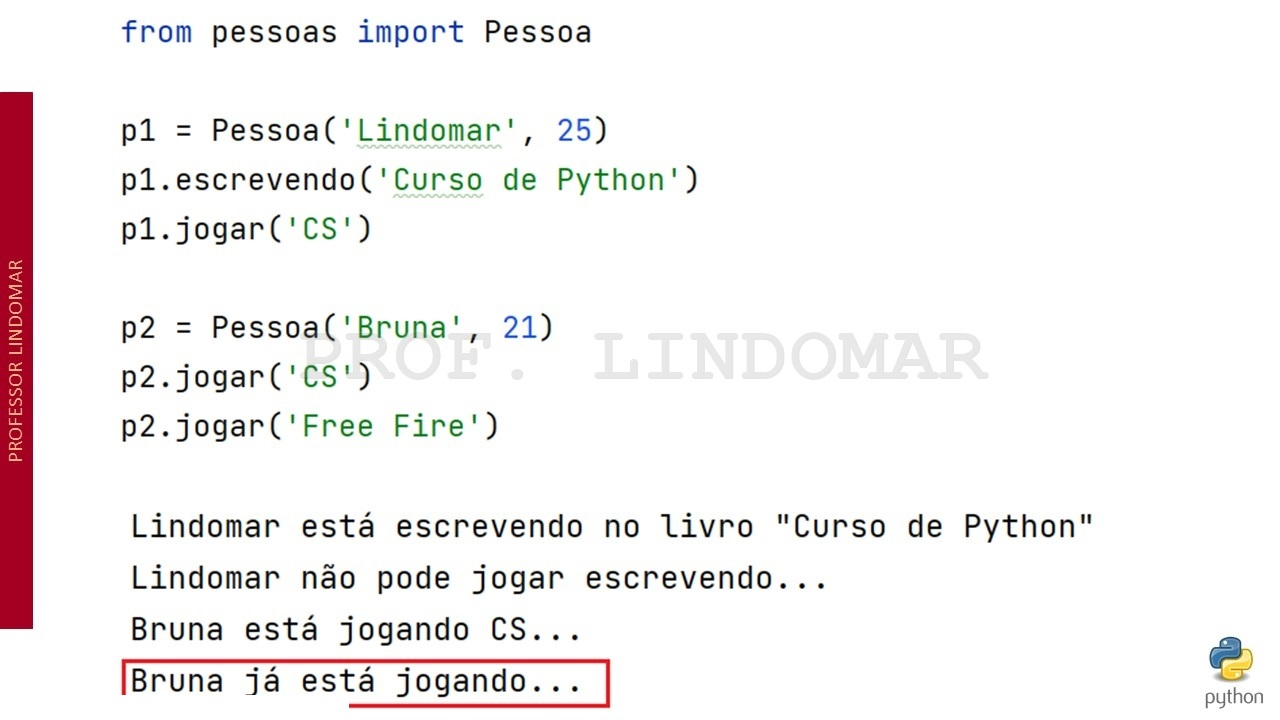 from pessoas import Pessoa
p1 = Pessoa('Lindomar', 25)
p1.escrevendo('Curso de Python')
p1.jogar('CS')
p2 = Pessoa('Bruna', 21)
p2.jogar('CS')
p2.jogar('Free Fire')
PROF. LINDOMAR
Lindomar está escrevendo no livro "Curso de Python"
Lindomar não pode jogar escrevendo...
Bruna está jogando CS...
Bruna já está jogando...
PROFESSOR LINDOMAR
python